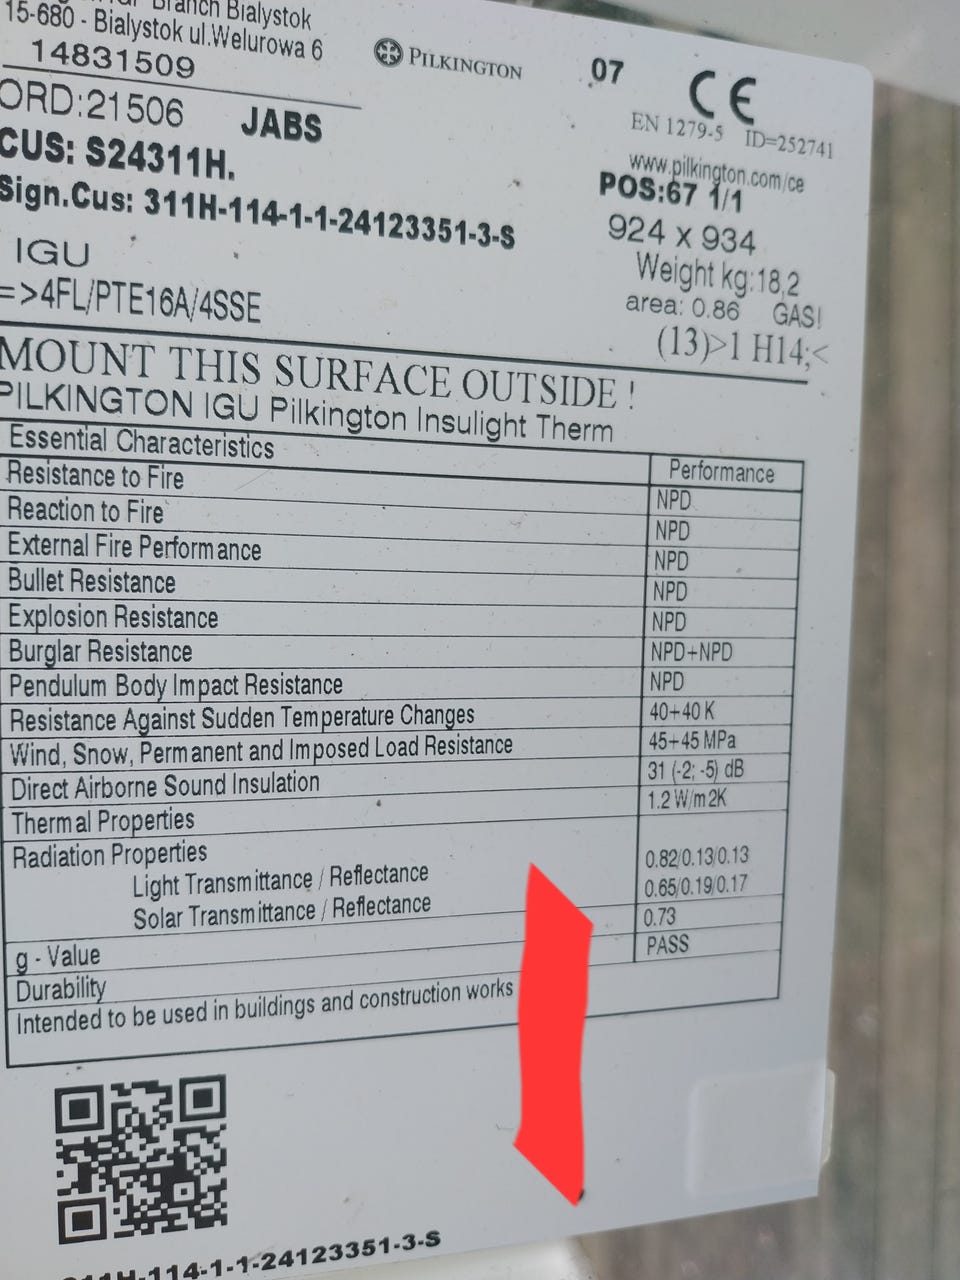 Branch Bialystok
15-680 - Bialystok ul.Welurowa 6
14831509
PILKINGTON
07
CE
EN 1279-5 ID=252741
www.pilkington.com/ce
ORD:21506 JABS
CUS: S24311H.
Sign.Cus: 311H-114-1-1-24123351-3-S
POS:67 1/1
924 x 934
Weight kg:18,2
area: 0.86 GAS!
(13)>1 H14;<
IGU
=>4FL/PTE16A/4SSE
MOUNT THIS SURFACE OUTSIDE !
PILKINGTON IGU Pilkington Insulight Therm
Essential Characteristics Performance
Resistance to Fire NPD
Reaction to Fire NPD
External Fire Performance NPD
Bullet Resistance NPD
Explosion Resistance NPD
Burglar Resistance NPD+NPD
Pendulum Body Impact Resistance NPD
Resistance Against Sudden Temperature Changes 40+40 K
Wind, Snow, Permanent and Imposed Load Resistance 45+45 MPa
Direct Airborne Sound Insulation 31 (-2; -5) dB
Thermal Properties 1.2 W/m2K
Radiation Properties
Light Transmittance / Reflectance 0.82/0.13/0.13
Solar Transmittance / Reflectance 0.65/0.19/0.17
g - Value 0.73
Durability PASS
Intended to be used in buildings and construction works
311H-114-1-1-24123351-3-S